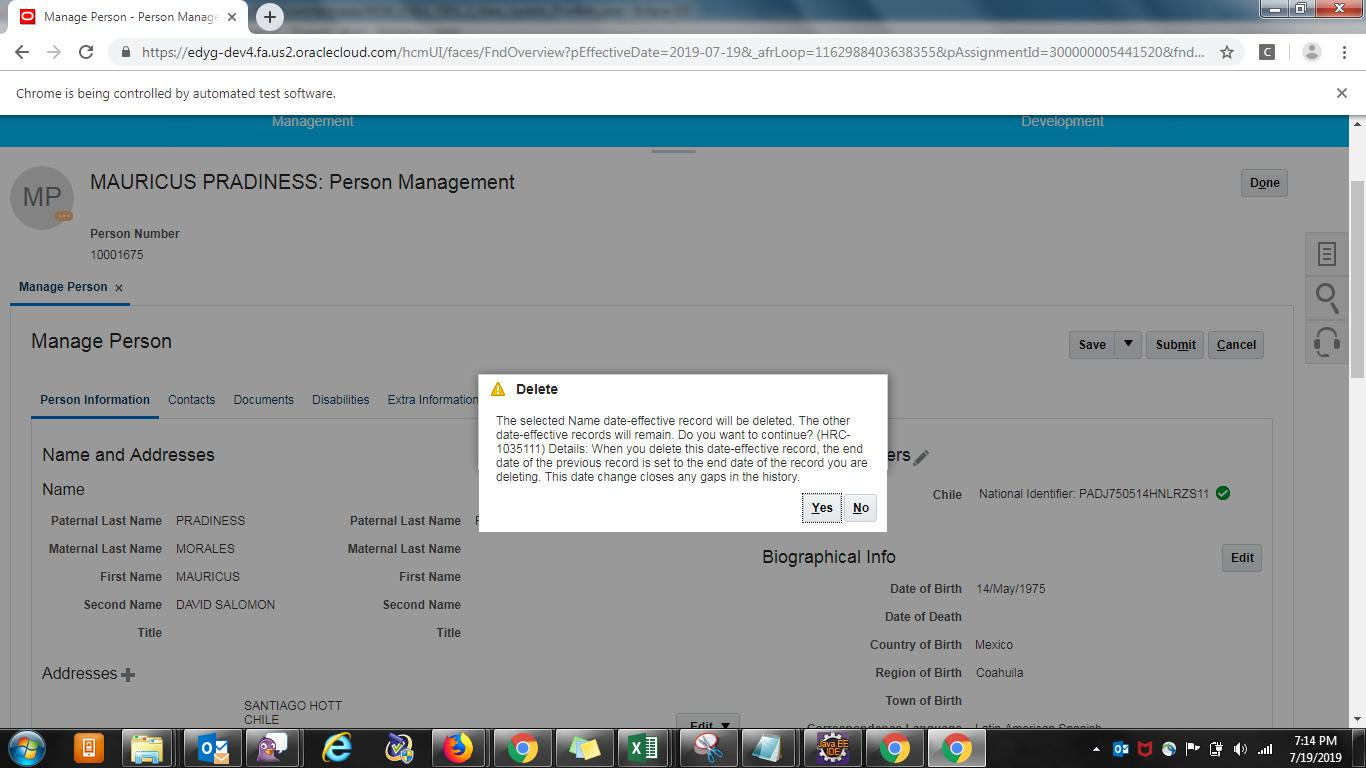 Manage Person - Person Manage
https://edyg-dev4.fa.us2.oraclecloud.com/hcmUI/faces/FndOverview?pEffectiveDate=2019-07-19&_afrLoop=1162988403638355&pAssignmentId=300000005441520&fnd...
C
Chrome is being controlled by automated test software.
Management
Development
MP
MAURICUS PRADINESS: Person Management
Done
Person Number
10001675
Manage Person
Manage Person
Save
Submit
Cancel
Person Information
Contacts
Documents
Disabilities
Extra Information
Delete
The selected Name date-effective record will be deleted. The other
date-effective records will remain. Do you want to continue? (HRC-
1035111) Details: When you delete this date-effective record, the end
date of the previous record is set to the end date of the record you are
deleting. This date change closes any gaps in the history.
Yes
No
Name and Addresses
ers
Name
Chile National Identifier: PADJ750514HNLRZS11
Paternal Last Name PRADINESS Paternal Last Name
Maternal Last Name MORALES Maternal Last Name
First Name MAURICUS First Name
Second Name DAVID SALOMON Second Name
Title Title
Biographical Info
Edit
Date of Birth 14/May/1975
Date of Death
Country of Birth Mexico
Region of Birth Coahuila
Town of Birth
Correspondence Language Latin American Spanish
Addresses
SANTIAGO HOTT
CHILE
Edit
Java EE
IDE
7:14 PM
7/19/2019